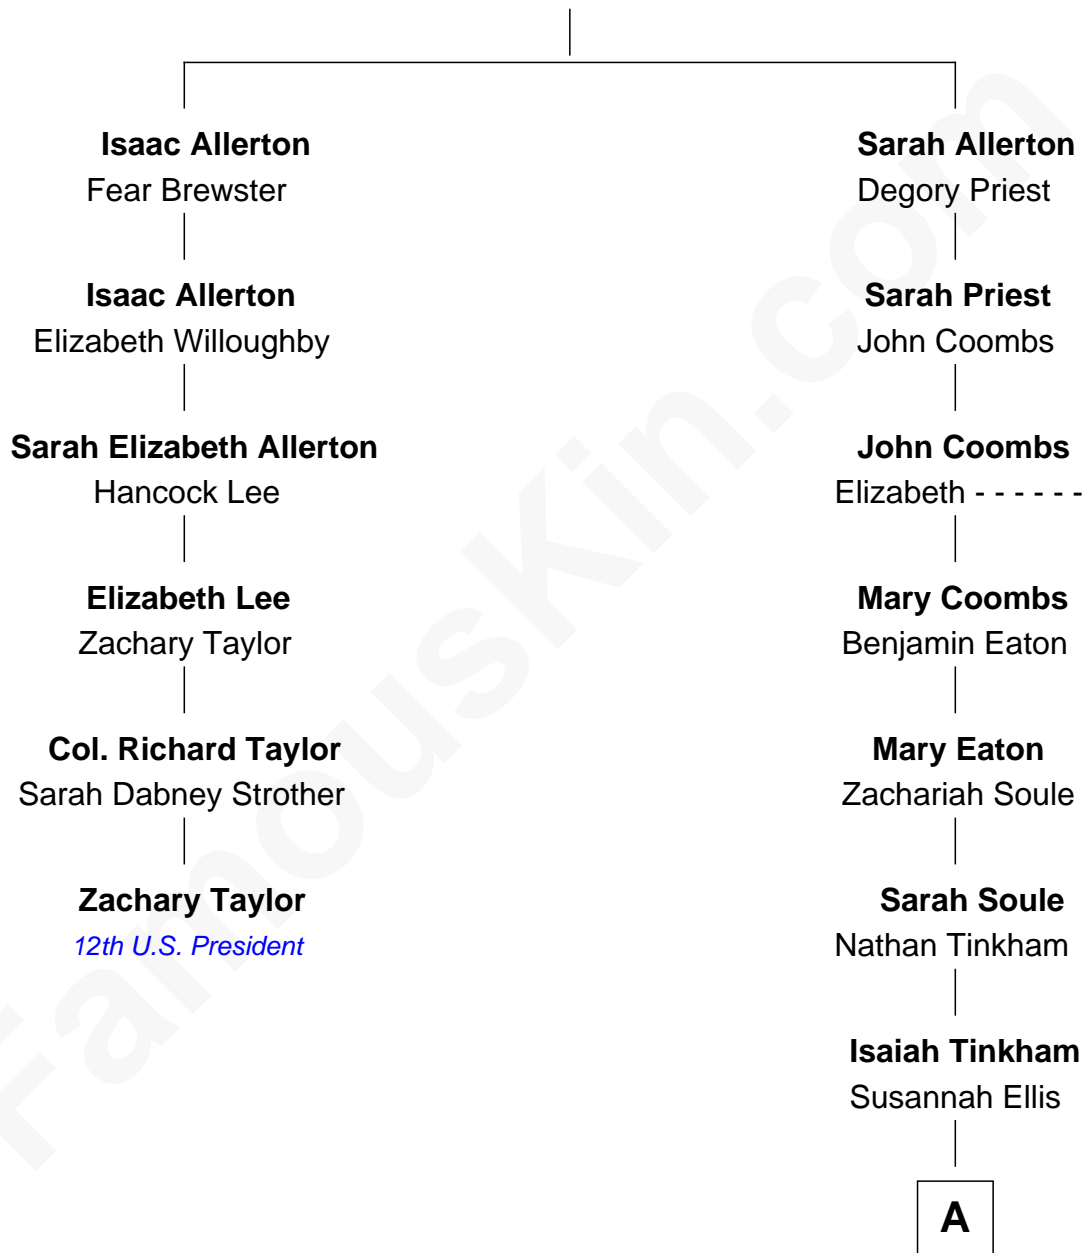 Isaac Allerton
Fear Brewster
Isaac Allerton
Elizabeth Willoughby
Sarah Elizabeth Allerton
Hancock Lee
Elizabeth Lee
Zachary Taylor
Col. Richard Taylor
Sarah Dabney Strother
Zachary Taylor
12th U.S. President
Sarah Allerton
Degory Priest
Sarah Priest
John Coombs
John Coombs
Elizabeth - - - - - -
Mary Coombs
Benjamin Eaton
Mary Eaton
Zachariah Soule
Sarah Soule
Nathan Tinkham
Isaiah Tinkham
Susannah Ellis
A
FamousKin.com